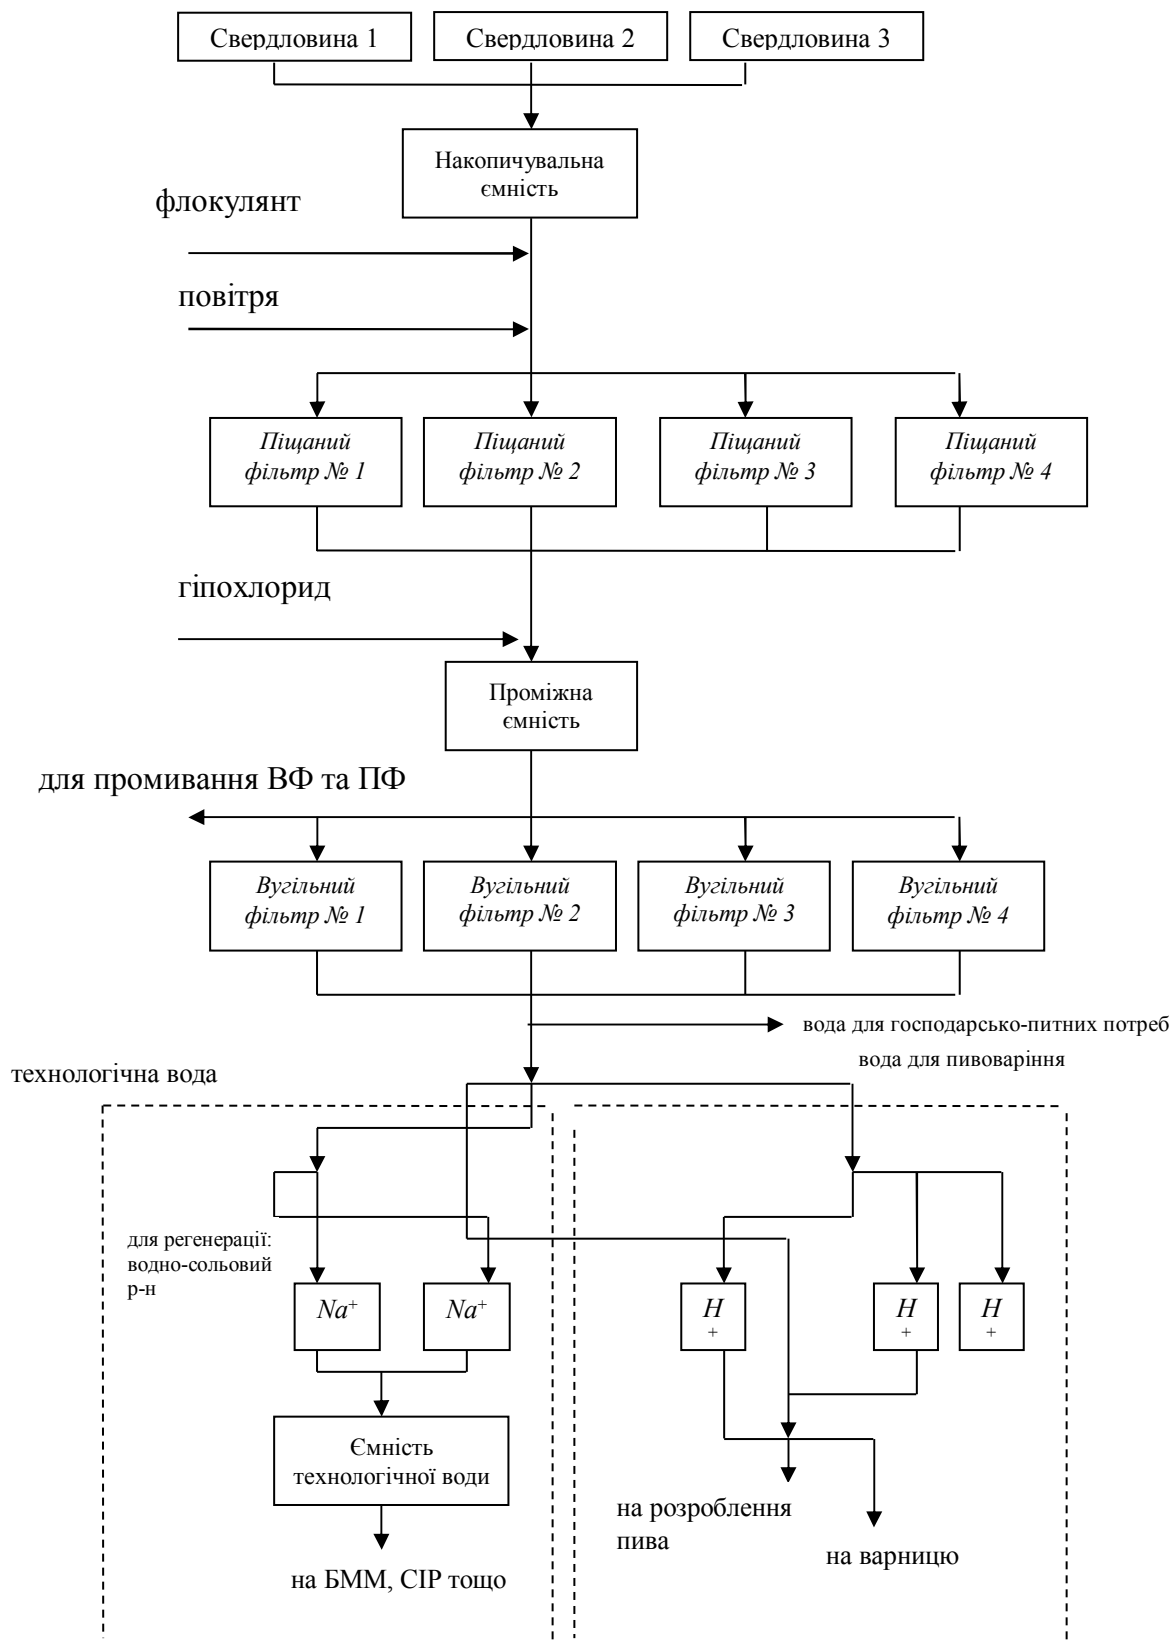 Свердловина 1
Свердловина 2
Свердловина 3
Накопичувальна
ємність
флокулянт
повітря
Піщаний
фільтр № 1
Піщаний
фільтр № 2
Піщаний
фільтр № 3
Піщаний
фільтр № 4
гіпохлорид
Проміжна
ємність
для промивання ВФ та ПФ
Вугільний
фільтр № 1
Вугільний
фільтр № 2
Вугільний
фільтр № 3
Вугільний
фільтр № 4
вода для господарсько-питних потреб
вода для пивоваріння
технологічна вода
для регенерації:
водно-сольовий
р-н
Na⁺
Na⁺
H
+
H
+
H
+
Ємність
технологічної води
на розроблення
пива
на варницю
на БММ, СІР тощо